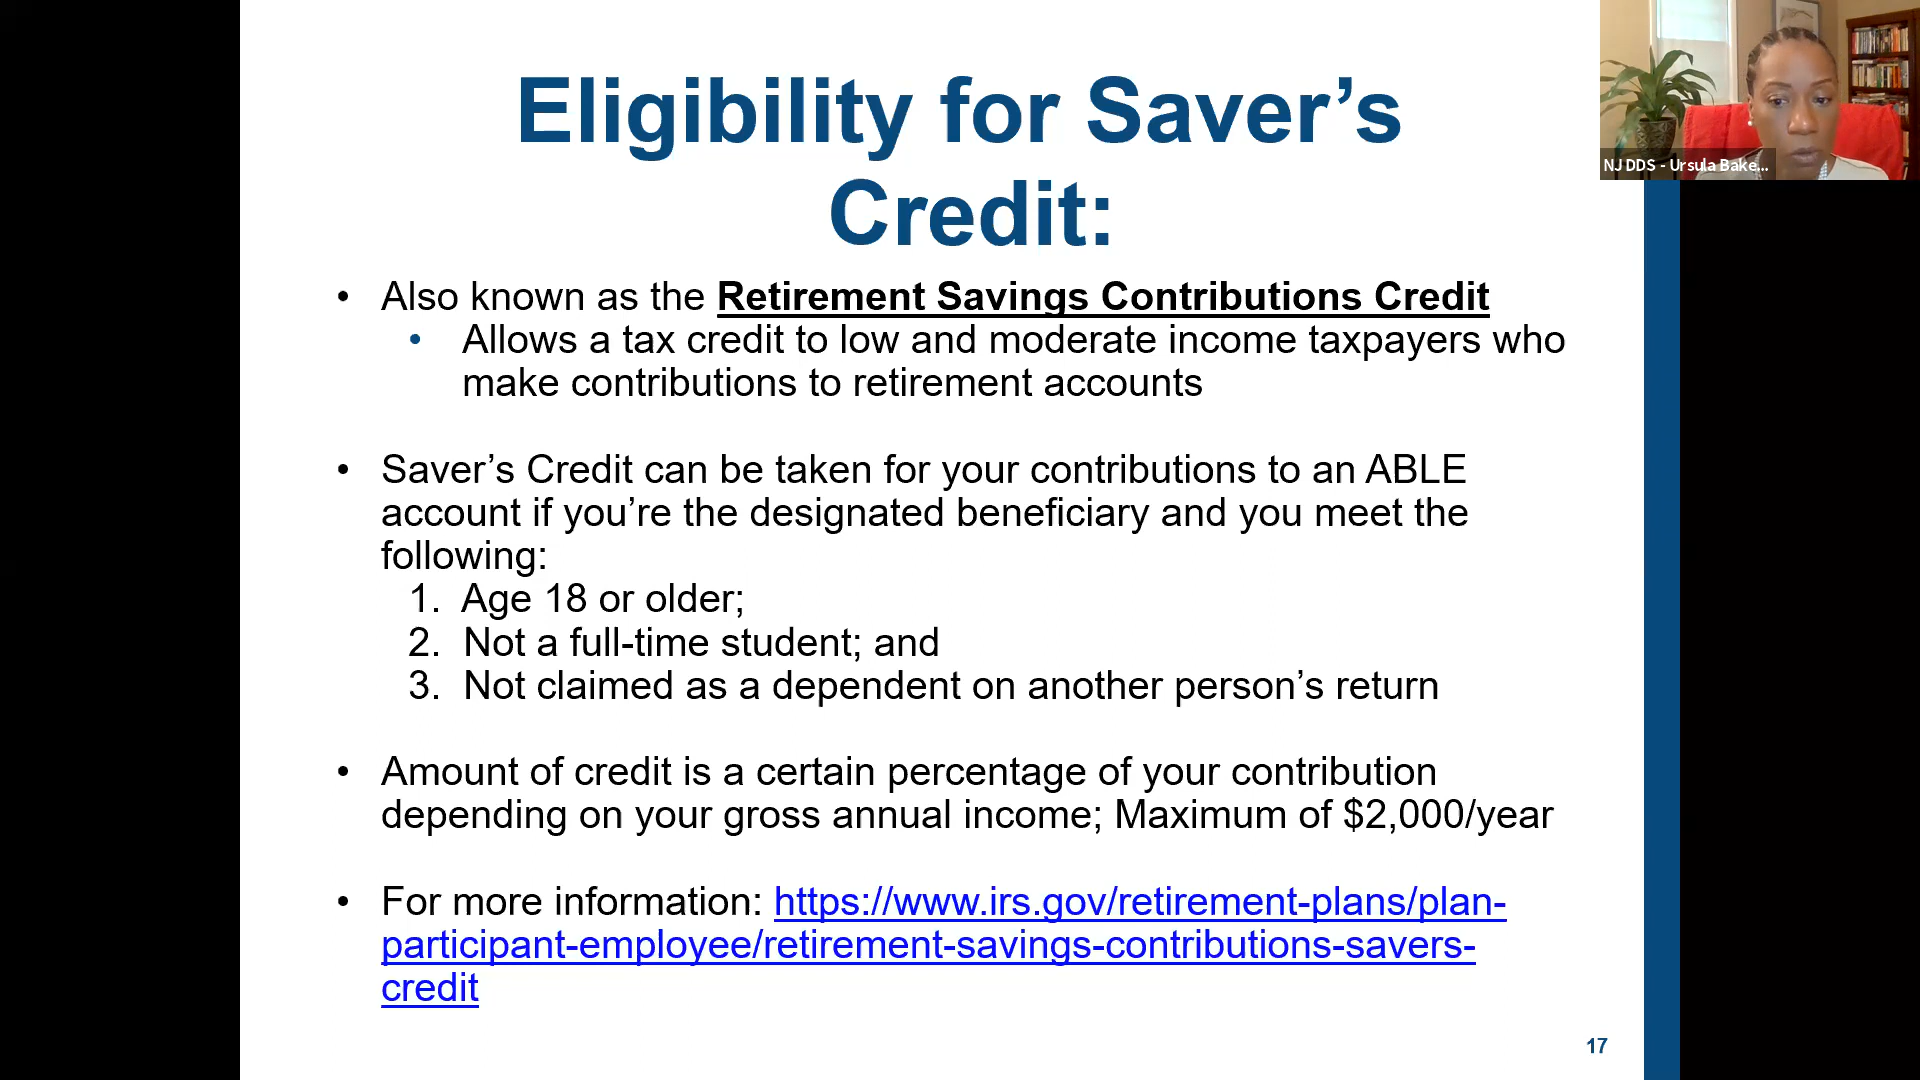 Eligibility for Saver’s
Credit:
• Also known as the Retirement Savings Contributions Credit
• Allows a tax credit to low and moderate income taxpayers who
make contributions to retirement accounts
• Saver’s Credit can be taken for your contributions to an ABLE
account if you’re the designated beneficiary and you meet the
following:
1. Age 18 or older;
2. Not a full-time student; and
3. Not claimed as a dependent on another person’s return
• Amount of credit is a certain percentage of your contribution
depending on your gross annual income; Maximum of $2,000/year
• For more information: https://www.irs.gov/retirement-plans/plan-
participant-employee/retirement-savings-contributions-savers-
credit
17
NJ DDS - Ursula Bake...